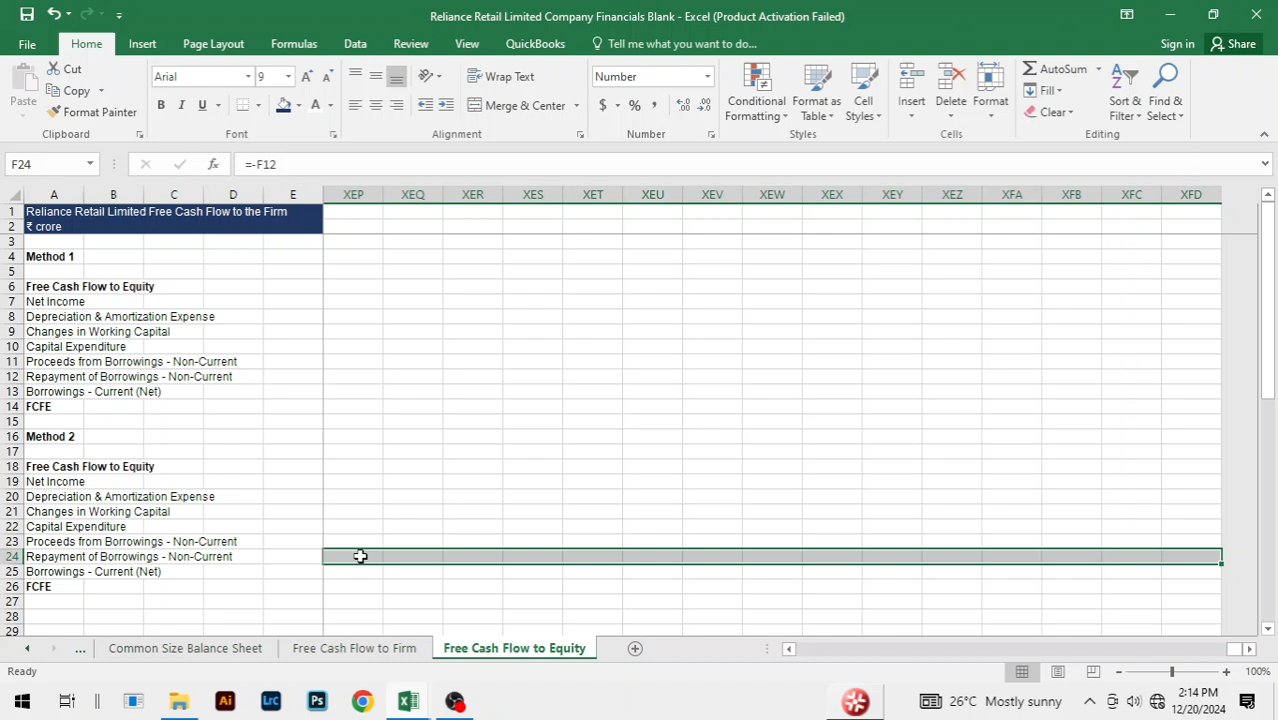 Reliance Retail Limited Company Financials Blank - Excel (Product Activation Failed)
File Home Insert Page Layout Formulas Data Review View QuickBooks Tell me what you want to do... Sign in Share
Paste Cut Copy Format Painter Clipboard
Arial 9 B I U A Font
Wrap Text Merge & Center Alignment
Number $ % , Number
Conditional Formatting Format as Table Cell Styles Styles
Insert Delete Format Cells
AutoSum Fill Clear Sort & Filter Find & Select Editing
F24 fx =-F12
A B C D E XEP XEQ XER XES XET XEU XEV XEW XEX XEY XEZ XFA XFB XFC XFD
1 Reliance Retail Limited Free Cash Flow to the Firm
2 ₹ crore
3
4 Method 1
5
6 Free Cash Flow to Equity
7 Net Income
8 Depreciation & Amortization Expense
9 Changes in Working Capital
10 Capital Expenditure
11 Proceeds from Borrowings - Non-Current
12 Repayment of Borrowings - Non-Current
13 Borrowings - Current (Net)
14 FCFE
15
16 Method 2
17
18 Free Cash Flow to Equity
19 Net Income
20 Depreciation & Amortization Expense
21 Changes in Working Capital
22 Capital Expenditure
23 Proceeds from Borrowings - Non-Current
24 Repayment of Borrowings - Non-Current
25 Borrowings - Current (Net)
26 FCFE
27
28
29
... Common Size Balance Sheet Free Cash Flow to Firm Free Cash Flow to Equity
Ready 100%
Ai Lrc Ps 26°C Mostly sunny 2:14 PM
12/20/2024